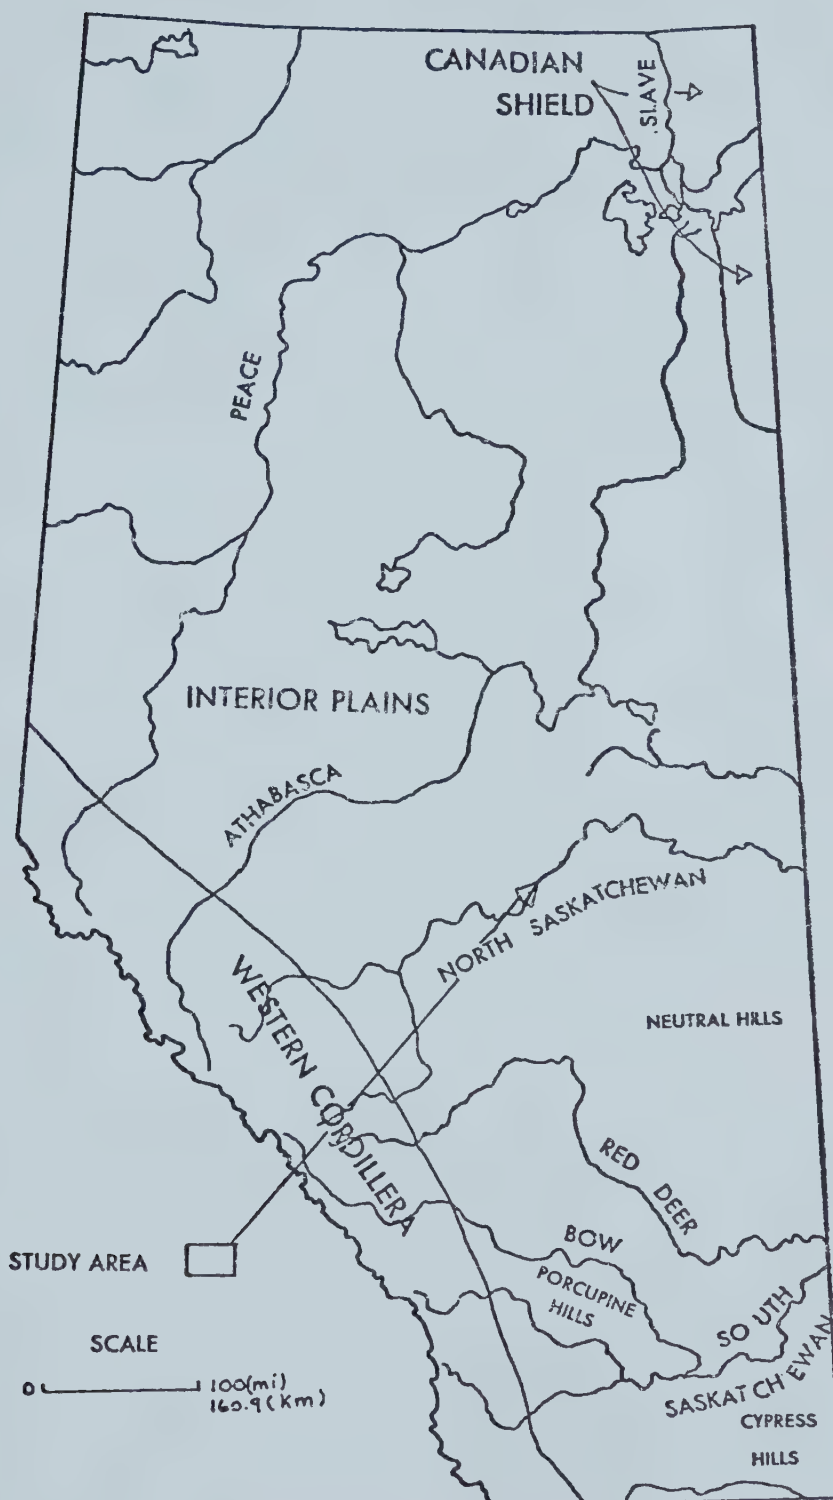 CANADIAN
SHIELD
SLAVE
PEACE
INTERIOR PLAINS
ATHABASCA
NORTH SASKATCHEWAN
WESTERN CORDILLERA
NEUTRAL HILLS
RED DEER
STUDY AREA
BOW
PORCUPINE
HILLS
SOUTH
SASKATCHEWAN
SCALE
0 100(mi)
160.9(km)
CYPRESS
HILLS